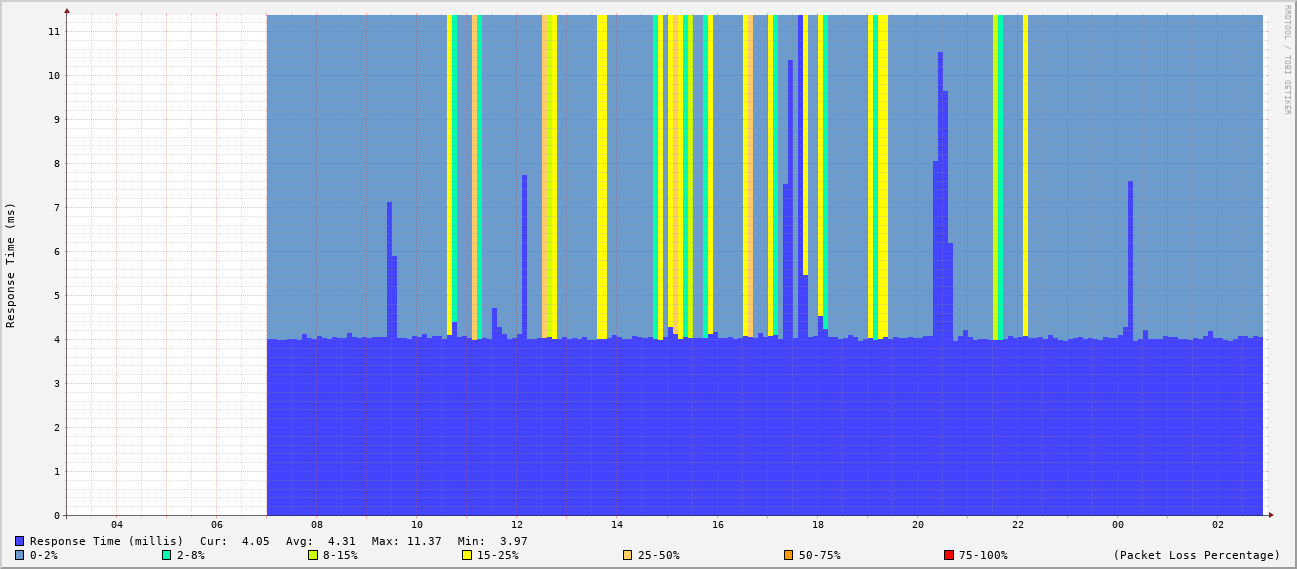 RRDTOOL / TOBI OETIKER
Response Time (ms)
11
10
9
8
7
6
5
4
3
2
1
0
04 06 08 10 12 14 16 18 20 22 00 02
Response Time (millis) Cur: 4.05 Avg: 4.31 Max: 11.37 Min: 3.97
0-2% 2-8% 8-15% 15-25% 25-50% 50-75% 75-100% (Packet Loss Percentage)